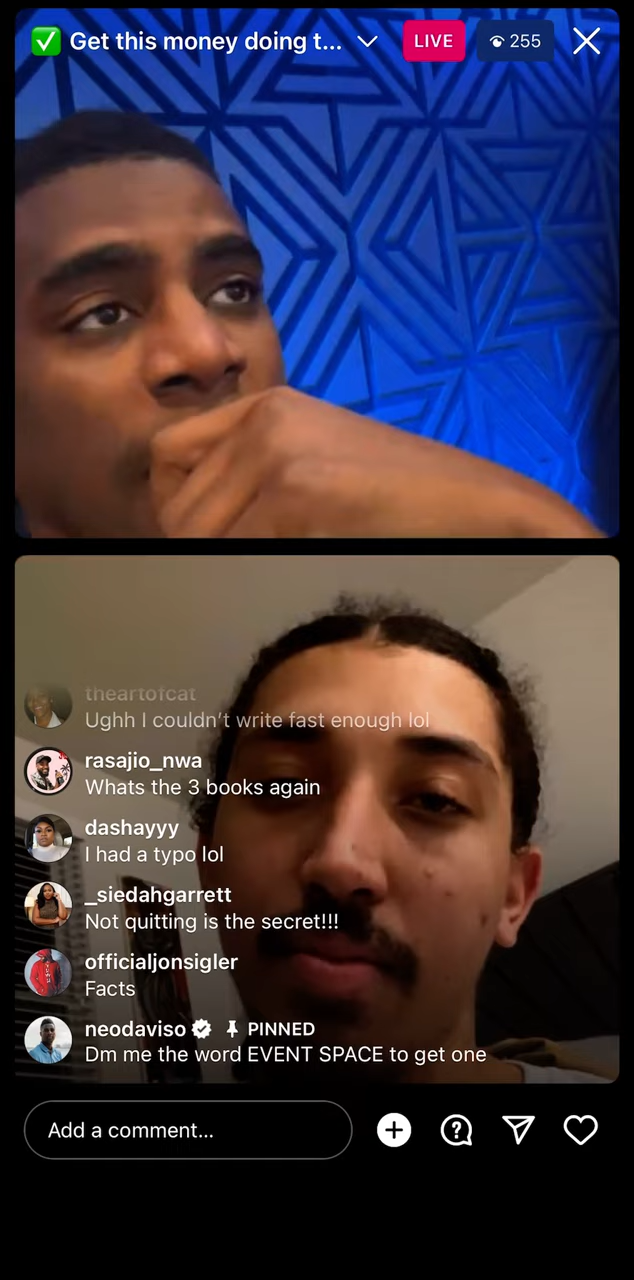 ✅ Get this money doing t...
LIVE
255
theartofcat
Ughh I couldn't write fast enough lol
rasajio_nwa
Whats the 3 books again
dashayyy
I had a typo lol
_siedahgarrett
Not quitting is the secret!!!
officialjonsigler
Facts
neodaviso PINNED
Dm me the word EVENT SPACE to get one
Add a comment...